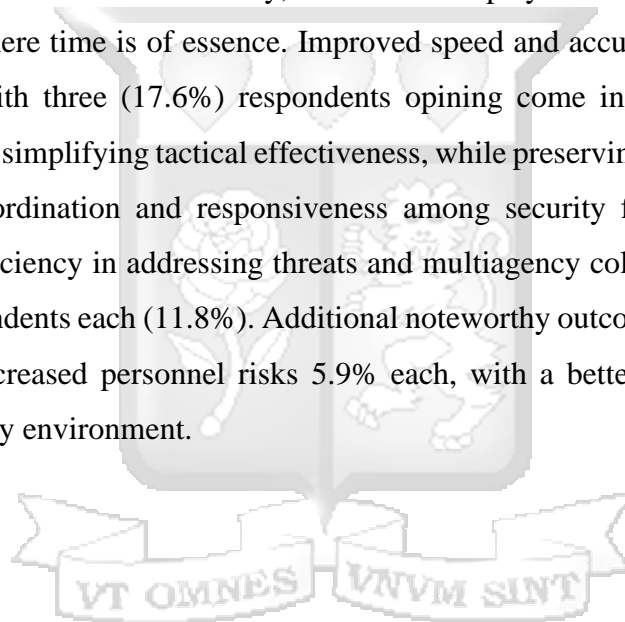 here time is of essence. Improved speed and accu
ith three (17.6%) respondents opining come in
simplifying tactical effectiveness, while preservin
ordination and responsiveness among security f
iciency in addressing threats and multiagency col
ndents each (11.8%). Additional noteworthy outco
creased personnel risks 5.9% each, with a bette
y environment.
VT OMNES VNVM SINT